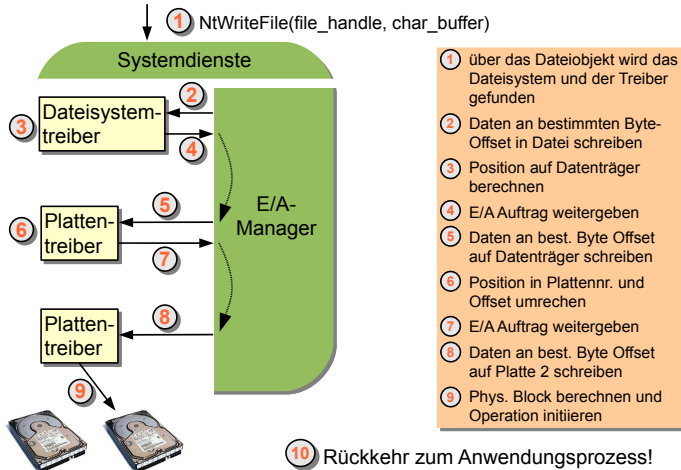 1 NtWriteFile(file_handle, char_buffer)
Systemdienste
2
3 Dateisystem-
treiber
4
5
6 Platten-
treiber
7
E/A-
Manager
8
Platten-
treiber
9
1 über das Dateiobjekt wird das
Dateisystem und der Treiber
gefunden
2 Daten an bestimmten Byte-
Offset in Datei schreiben
3 Position auf Datenträger
berechnen
4 E/A Auftrag weitergeben
5 Daten an best. Byte Offset
auf Datenträger schreiben
6 Position in Plattennr. und
Offset umrechen
7 E/A Auftrag weitergeben
8 Daten an best. Byte Offset
auf Platte 2 schreiben
9 Phys. Block berechnen und
Operation initiieren
10 Rückkehr zum Anwendungsprozess!